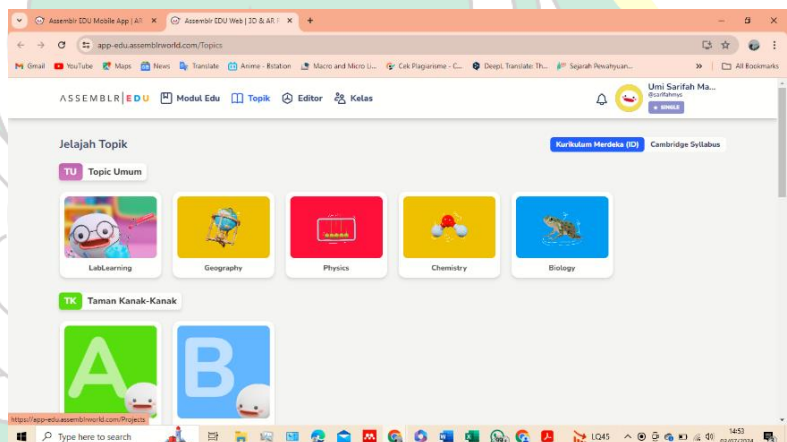 Assemblr EDU Mobile App | AR
Assemblr EDU Web | 3D & AR
app-edu.assemblrworld.com/Topics
Gmail YouTube Maps News Translate Anime - Bstation Macro and Micro Li... Cek Plagiarisme - C... DeepL Translate: Th... Sejarah Pewahyuan... » All Bookmarks
ASSEMBLR EDU Modul Edu Topik Editor Kelas
Umi Sarifah Ma...
@sarifahmys
SINGLE
Jelajah Topik
Kurikulum Merdeka (ID) Cambridge Syllabus
TU Topic Umum
LabLearning Geography Physics Chemistry Biology
TK Taman Kanak-Kanak
A B
https://app-edu.assemblrworld.com/Projects
Type here to search
LQ45
14:53
03/07/2024